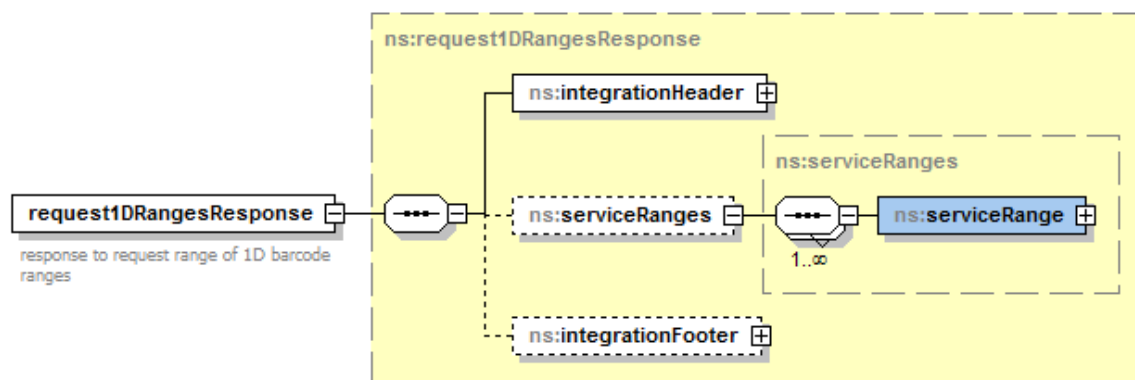 ns:request1DRangesResponse
ns:integrationHeader
ns:serviceRanges
request1DRangesResponse
ns:serviceRanges
ns:serviceRange
response to request range of 1D barcode
ranges
1..∞
ns:integrationFooter